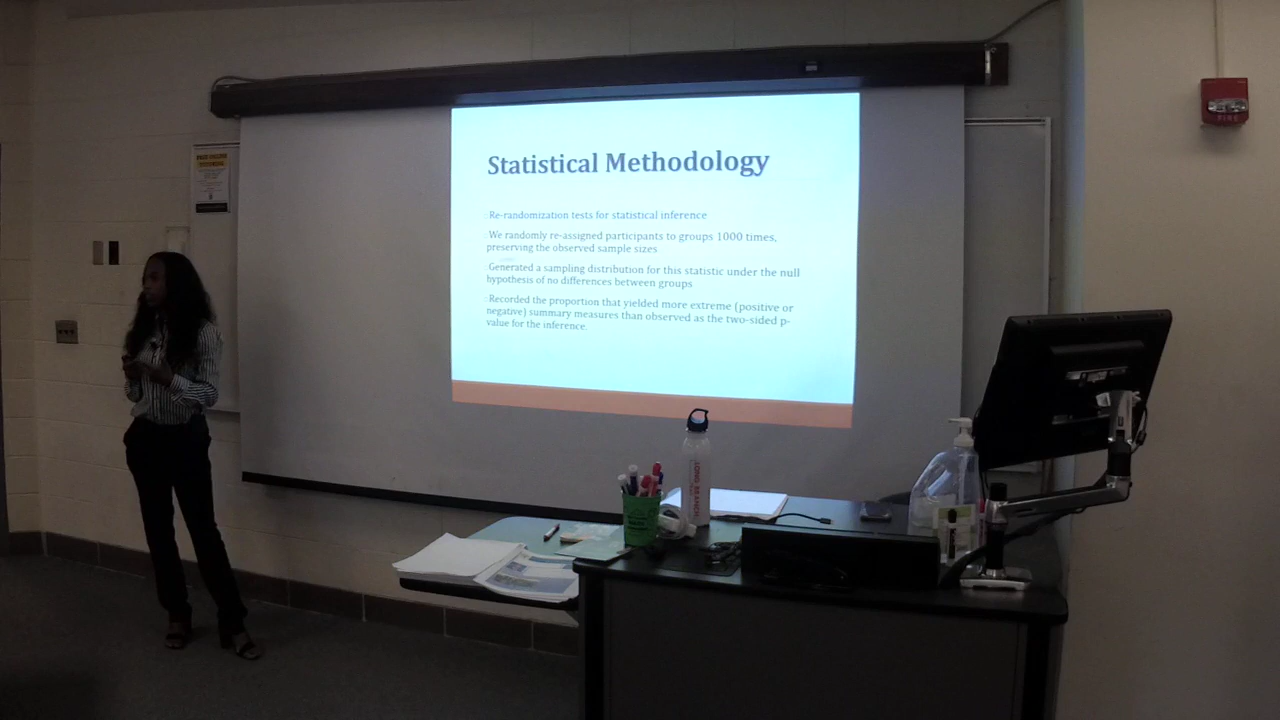 Statistical Methodology
Re-randomization tests for statistical inference
We randomly re-assigned participants to groups 1000 times,
preserving the observed sample sizes
Generated a sampling distribution for this statistic under the null
hypothesis of no differences between groups
Recorded the proportion that yielded more extreme (positive or
negative) summary measures than observed as the two-sided p-
value for the inference.
FIRE
LONG BEACH